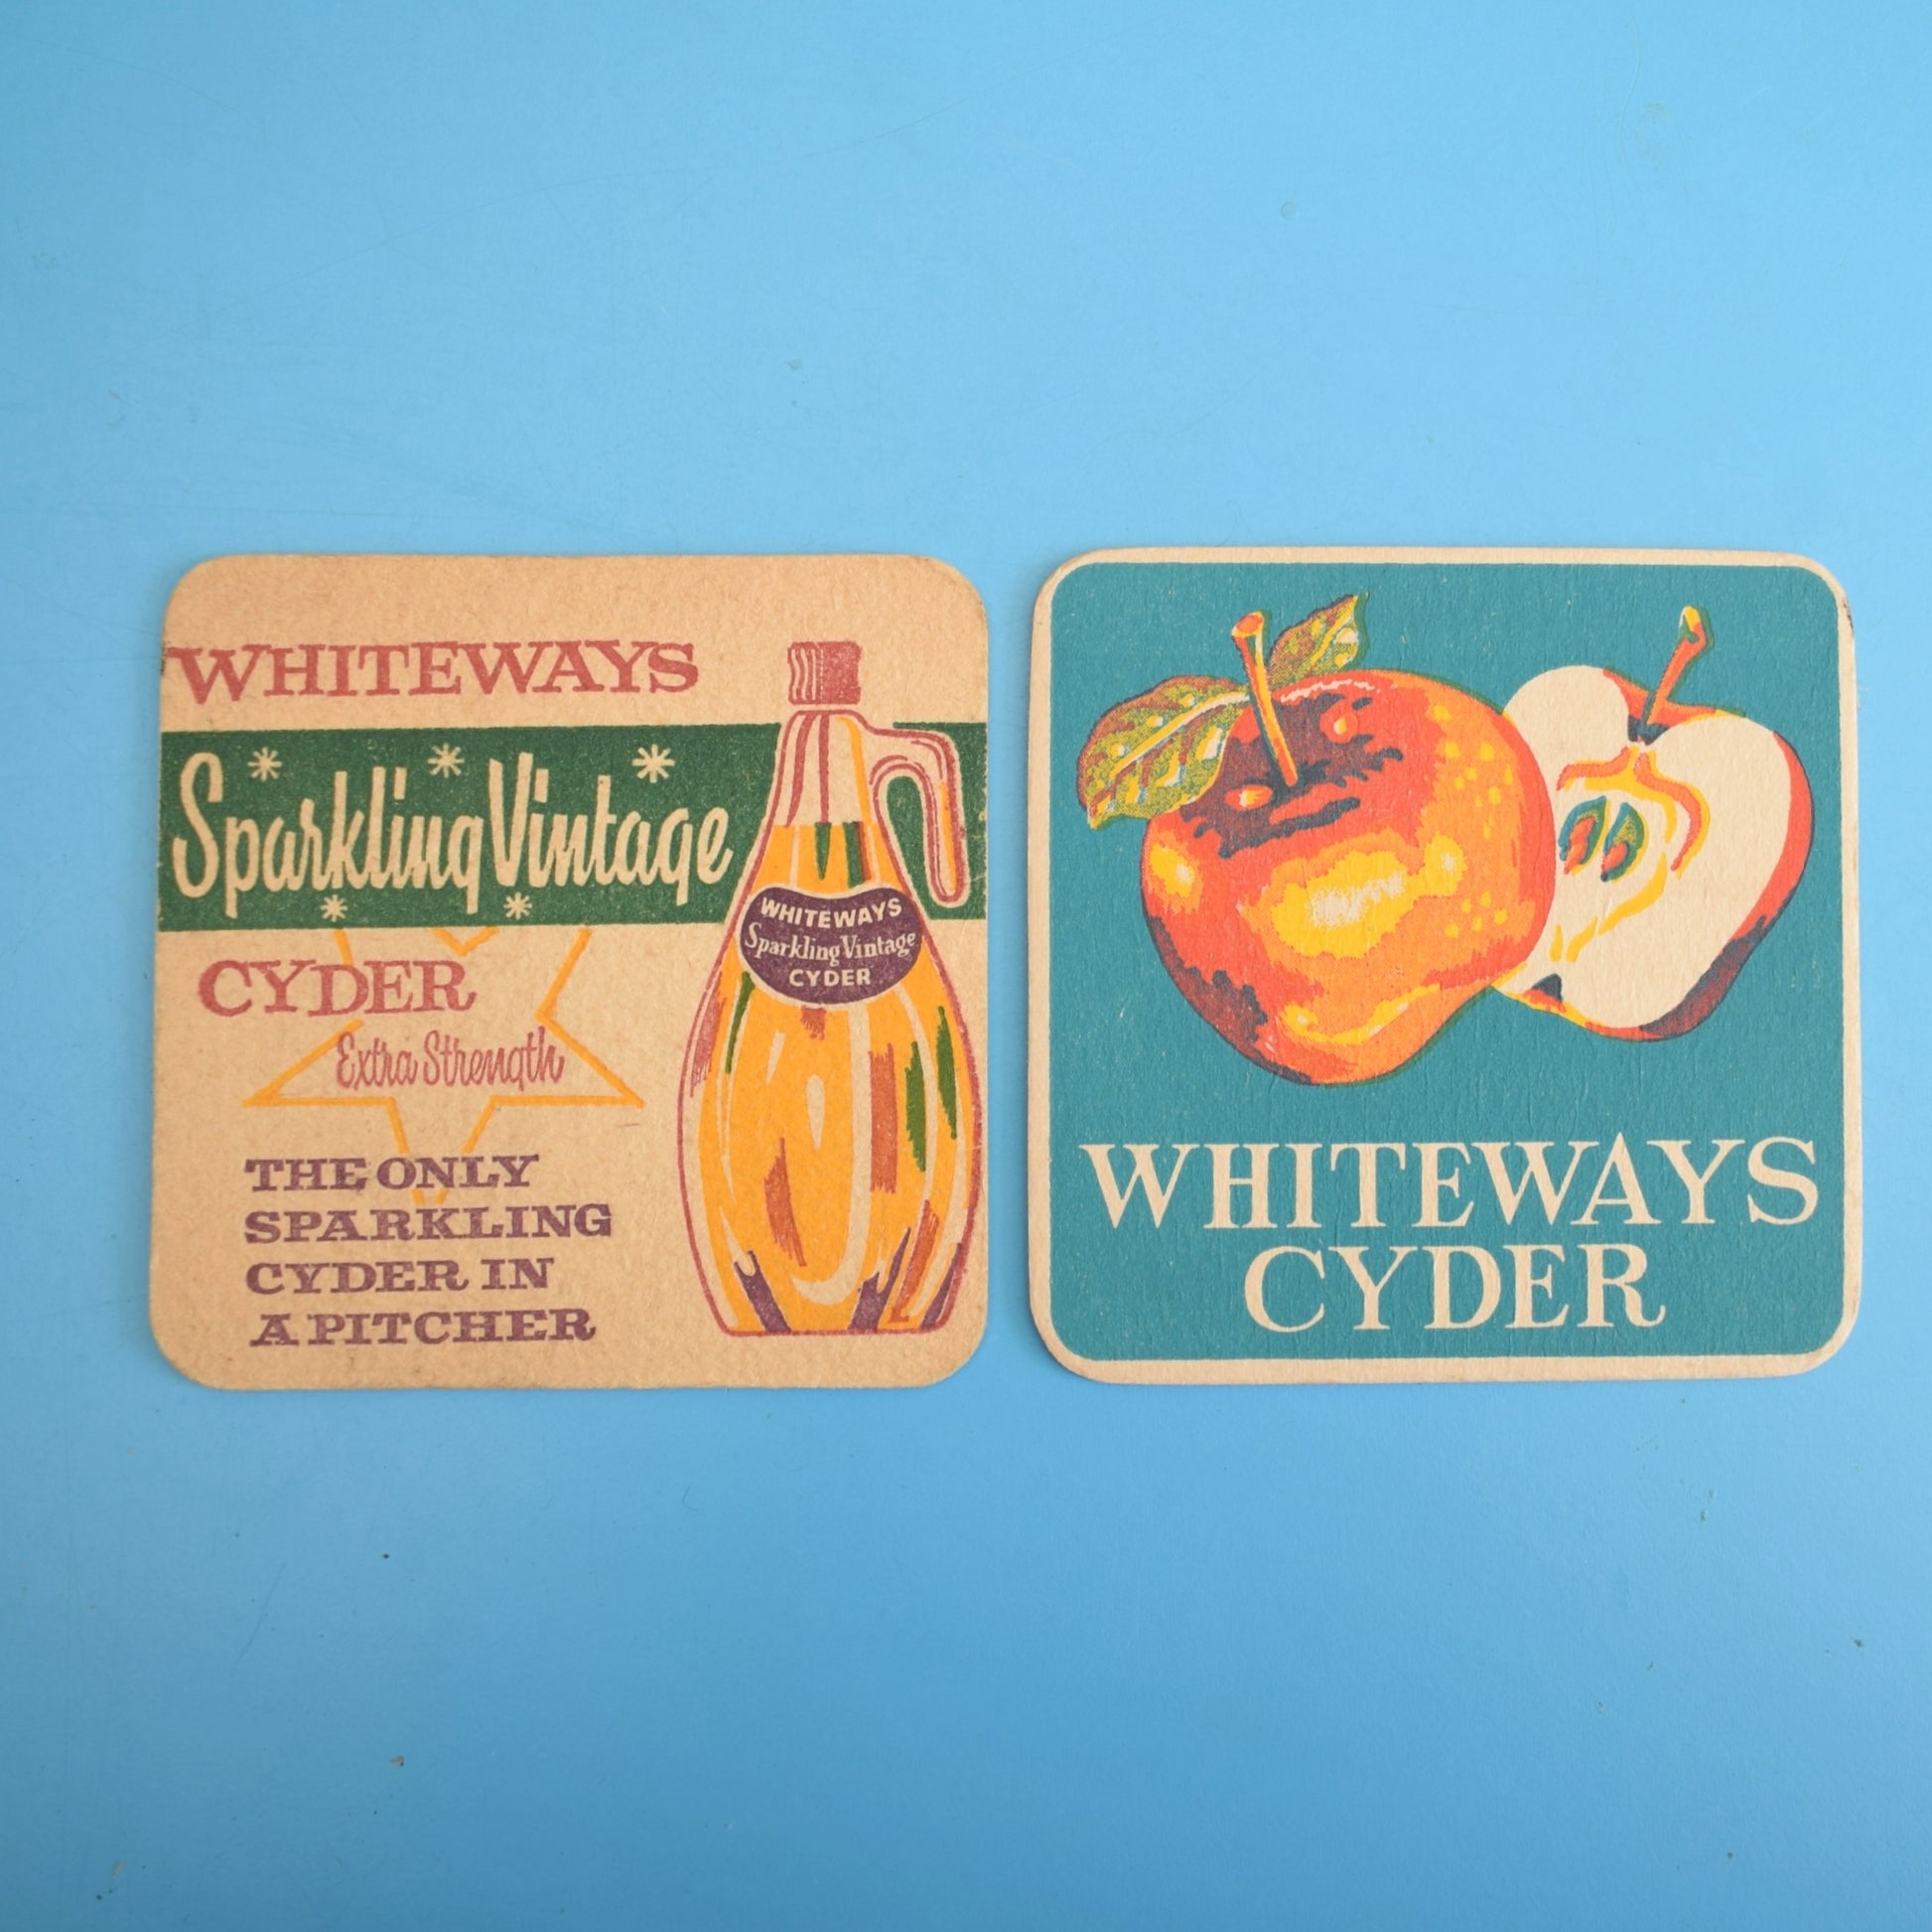 WHITEWAYS
Sparkling Vintage
CYDER
Extra Strength
THE ONLY
SPARKLING
CYDER IN
A PITCHER
WHITEWAYS
Sparkling Vintage
CYDER
WHITEWAYS
CYDER